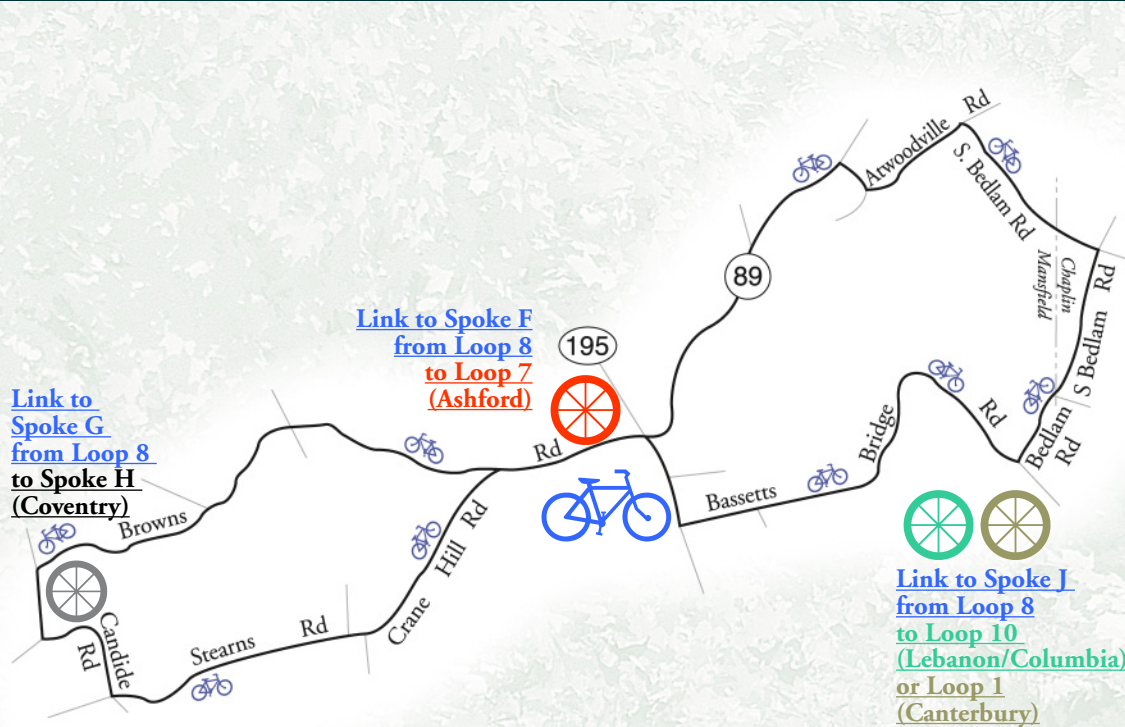 Atwoodville Rd
S. Bedlam Rd
89
Chaplin
Mansfield
S Bedlam Rd
Link to Spoke F
from Loop 8
to Loop 7
(Ashford)
195
Link to
Spoke G
from Loop 8
to Spoke H
(Coventry)
Browns
Rd
Bassetts
Bridge
Rd
Bedlam
Rd
Crane
Hill Rd
Candide
Rd
Stearns
Rd
Link to Spoke J
from Loop 8
to Loop 10
(Lebanon/Columbia)
or Loop 1
(Canterbury)